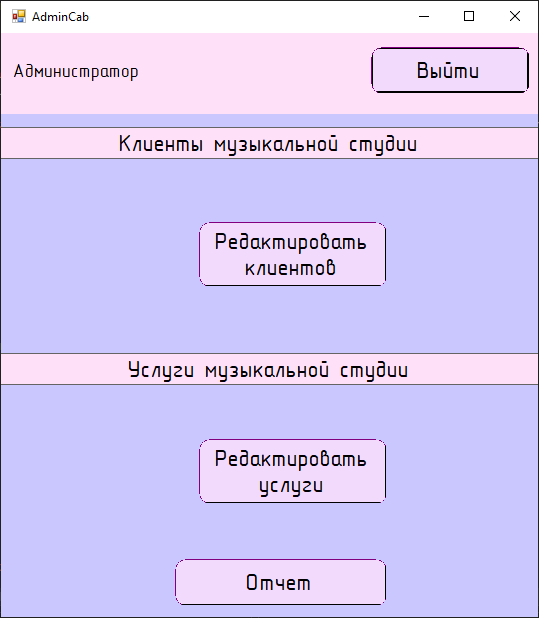 AdminCab
Администратор
Выйти
Клиенты музыкальной студии
Редактировать
клиентов
Услуги музыкальной студии
Редактировать
услуги
Отчет